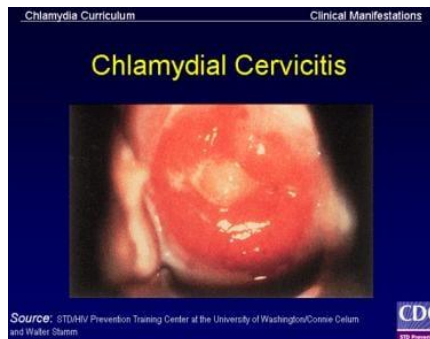 Chlamydia Curriculum
Clinical Manifestations
Chlamydial Cervicitis
Source: STD/HIV Prevention Training Center at the University of Washington/Connie Celum
and Walter Stamm
CDC